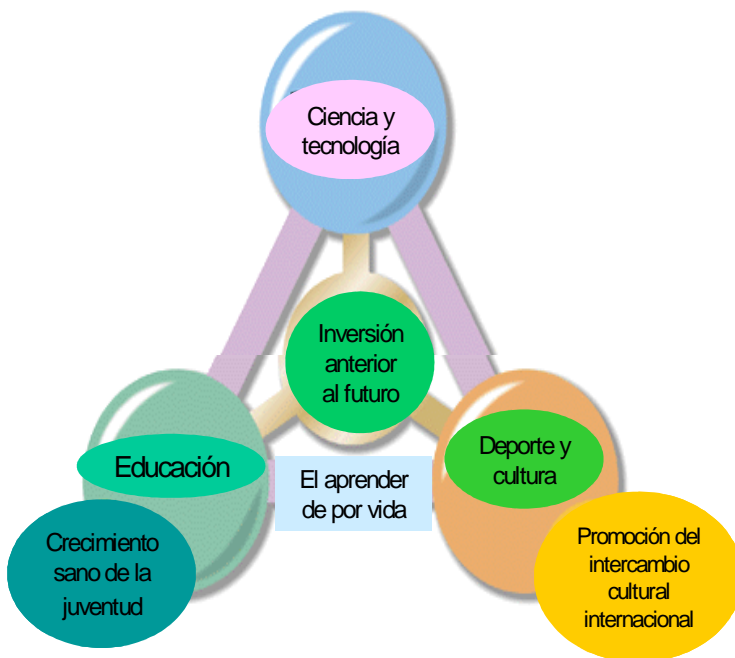 Ciencia y
tecnología
Inversión
anterior
al futuro
Educación
El aprender
de por vida
Deporte y
cultura
Crecimiento
sano de la
juventud
Promoción del
intercambio
cultural
internacional